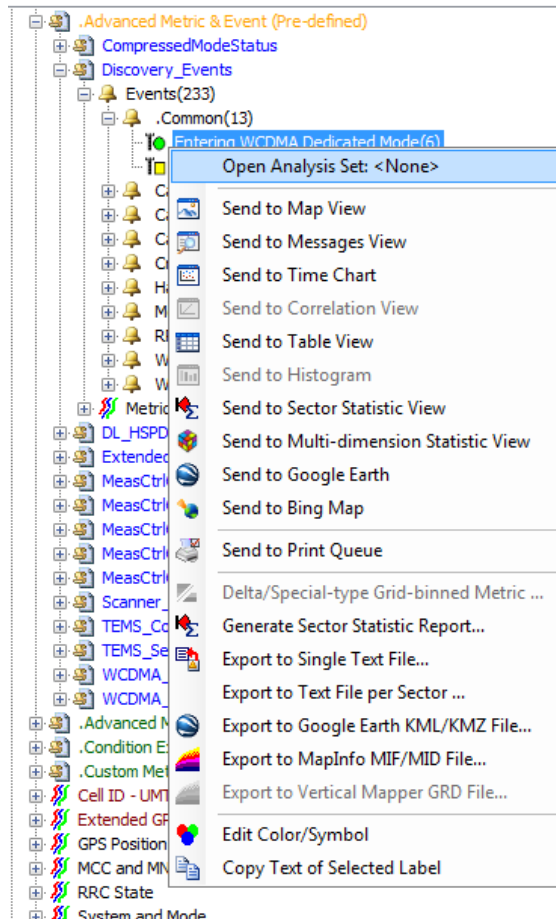 .Advanced Metric & Event (Pre-defined)
CompressedModeStatus
Discovery_Events
Events(233)
.Common(13)
Entering WCDMA Dedicated Mode(6)
Open Analysis Set: <None>
Send to Map View
Send to Messages View
Send to Time Chart
Send to Correlation View
Send to Table View
Send to Histogram
Send to Sector Statistic View
Send to Multi-dimension Statistic View
Send to Google Earth
Send to Bing Map
Send to Print Queue
Delta/Special-type Grid-binned Metric ...
Generate Sector Statistic Report...
Export to Single Text File...
Export to Text File per Sector ...
Export to Google Earth KML/KMZ File...
Export to MapInfo MIF/MID File...
Export to Vertical Mapper GRD File...
Edit Color/Symbol
Copy Text of Selected Label
Metric
DL_HSPD
Extended
MeasCtrl
MeasCtrl
MeasCtrl
MeasCtrl
MeasCtrl
Scanner_
TEMS_Co
TEMS_Se
WCDMA_
WCDMA_
.Advanced M
.Condition E
.Custom Met
Cell ID - UMT
Extended GP
GPS Position
MCC and MN
RRC State
System and Mode